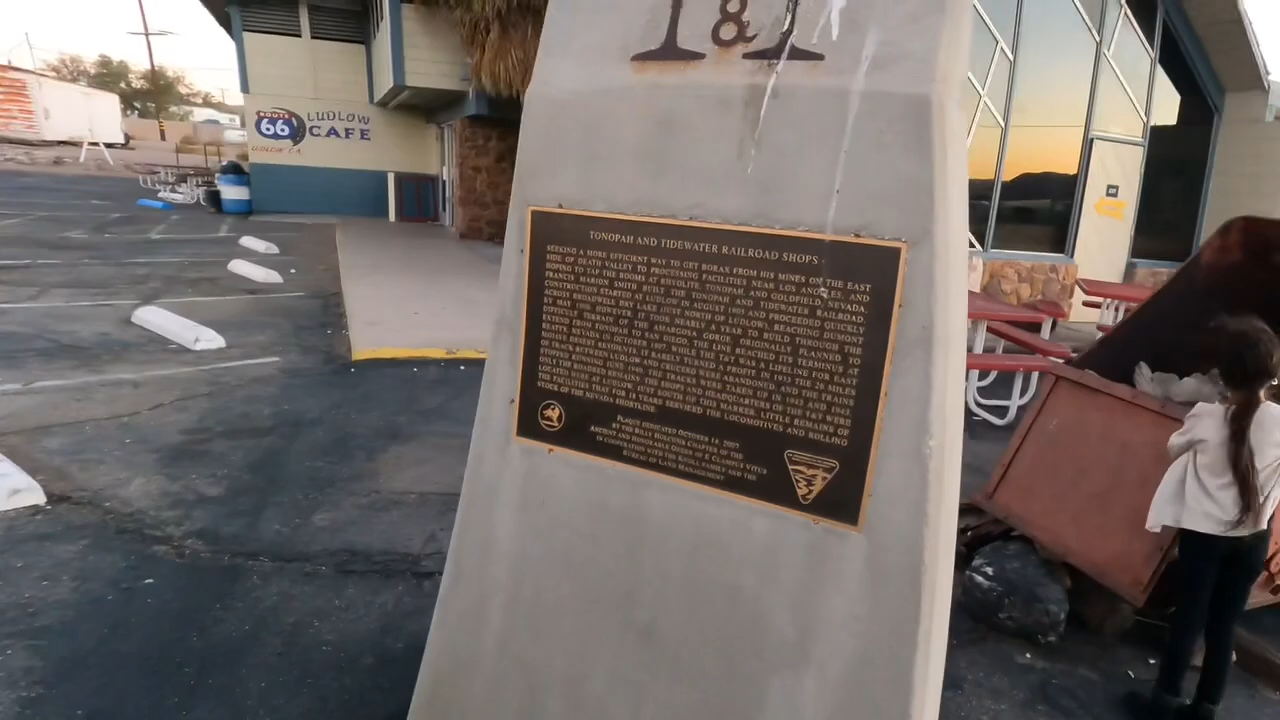 T&T
ROUTE
66
LUDLOW
CAFE
LUDLOW CA.
TONOPAH AND TIDEWATER RAILROAD SHOPS
SEEKING A MORE EFFICIENT WAY TO GET BORAX FROM HIS MINES ON THE EAST
SIDE OF DEATH VALLEY TO PROCESSING FACILITIES NEAR LOS ANGELES, AND
HOPING TO TAP THE BOOMS AT RHYOLITE, TONOPAH, AND GOLDFIELD, NEVADA,
FRANCIS MARION SMITH BUILT THE TONOPAH AND TIDEWATER RAILROAD.
CONSTRUCTION STARTED AT LUDLOW IN AUGUST 1905 AND PROCEEDED QUICKLY
ACROSS BROADWELL DRY LAKE (JUST NORTH OF LUDLOW), REACHING DUMONT
BY MAY 1906. HOWEVER, IT TOOK NEARLY A YEAR TO BUILD THROUGH THE
DIFFICULT TERRAIN OF THE AMARGOSA GORGE. ORIGINALLY PLANNED TO
EXTEND FROM TONOPAH TO SAN DIEGO, THE LINE REACHED ITS TERMINUS AT
BEATTY, NEVADA IN OCTOBER 1907. WHILE THE T&T WAS A LIFELINE FOR EAST
MOJAVE DESERT RESIDENTS, IT BARELY TURNED A PROFIT. IN 1933 THE 26 MILES
OF TRACK BETWEEN LUDLOW AND CRUCERO WERE ABANDONED, AND THE TRAINS
STOPPED RUNNING JUNE 1940. THE TRACKS WERE TAKEN UP IN 1942 AND 1943.
ONLY THE ROADBED REMAINS. THE SHOPS AND HEADQUARTERS OF THE T&T WERE
LOCATED HERE AT LUDLOW, JUST SOUTH OF THIS MARKER. LITTLE REMAINS OF
THE FACILITIES THAT FOR 18 YEARS SERVICED THE LOCOMOTIVES AND ROLLING
STOCK OF THE NEVADA SHORTLINE.
PLAQUE DEDICATED OCTOBER 14, 2007
BY THE BILLY HOLCOMB CHAPTER OF THE
ANCIENT AND HONORABLE ORDER OF E CLAMPUS VITUS
IN COOPERATION WITH THE KNOLL FAMILY AND THE
BUREAU OF LAND MANAGEMENT